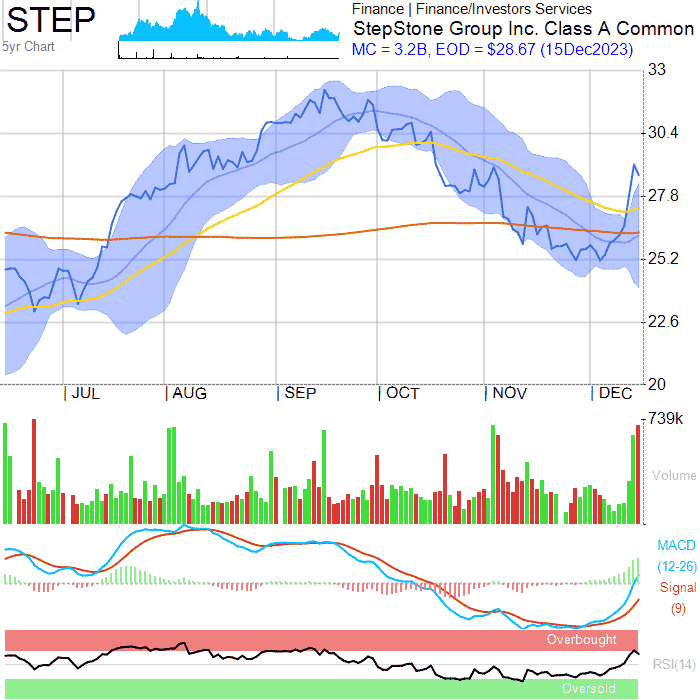 STEP
5yr Chart
Finance | Finance/Investors Services
StepStone Group Inc. Class A Common
MC = 3.2B, EOD = $28.67 (15Dec2023)
33
30.4
27.8
25.2
22.6
20
JUL AUG SEP OCT NOV DEC
739k
Volume
MACD
(12-26)
Signal
(9)
Overbought
RSI(14)
Oversold